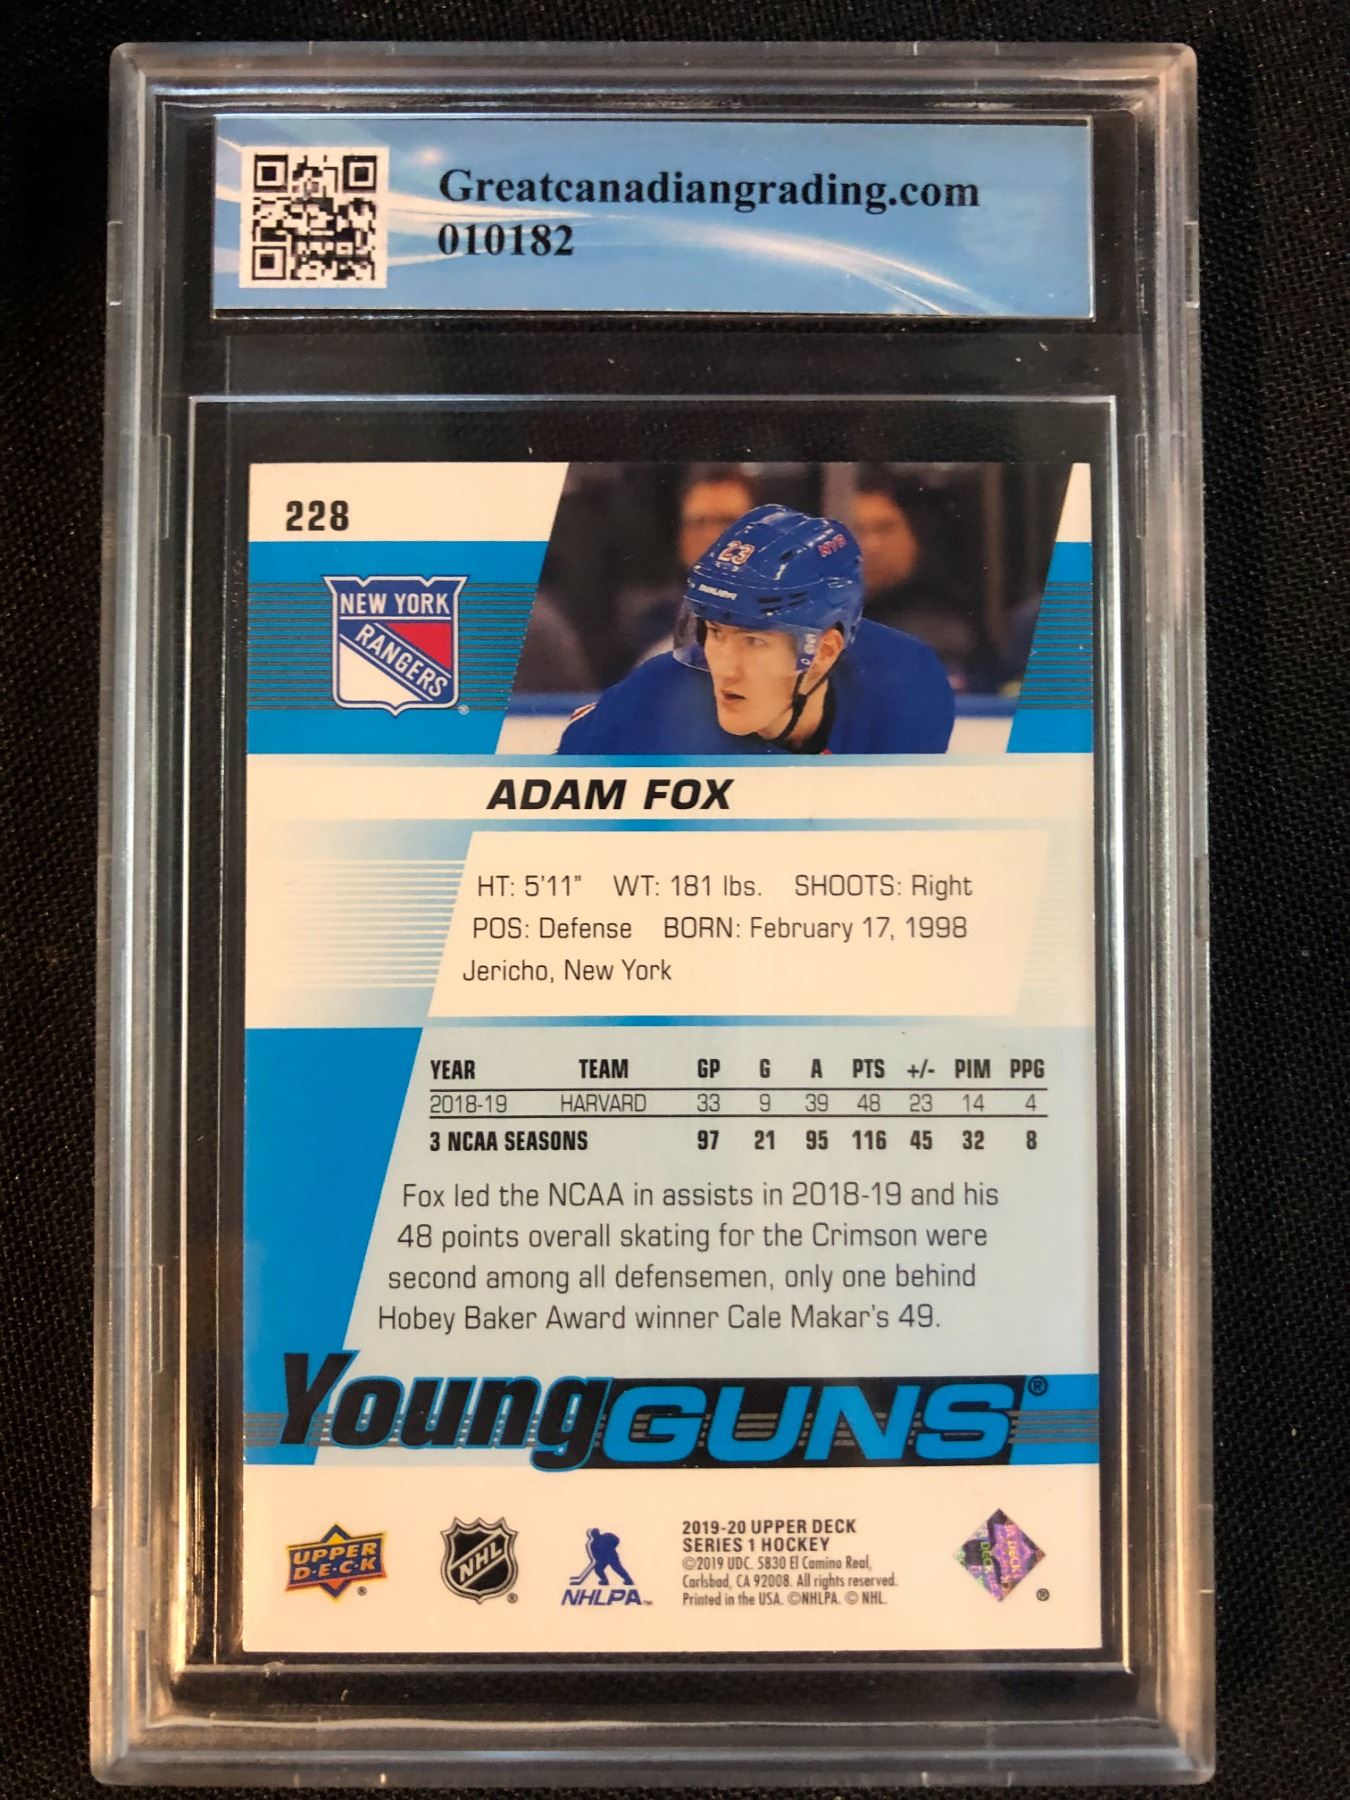 Greatcanadiangrading.com
010182
228
23
NYR
BAUER
NEW YORK
RANGERS
®
ADAM FOX
HT: 5'11" WT: 181 lbs. SHOOTS: Right
POS: Defense BORN: February 17, 1998
Jericho, New York
YEAR TEAM GP G A PTS +/- PIM PPG
2018-19 HARVARD 33 9 39 48 23 14 4
3 NCAA SEASONS 97 21 95 116 45 32 8
Fox led the NCAA in assists in 2018-19 and his
48 points overall skating for the Crimson were
second among all defensemen, only one behind
Hobey Baker Award winner Cale Makar's 49.
Young GUNS®
UPPER
D·E·C·K
®
NHL
®
NHLPA™
2019-20 UPPER DECK
SERIES 1 HOCKEY
©2019 UDC. 5830 El Camino Real,
Carlsbad, CA 92008. All rights reserved.
Printed in the USA. ©NHLPA. © NHL.
®